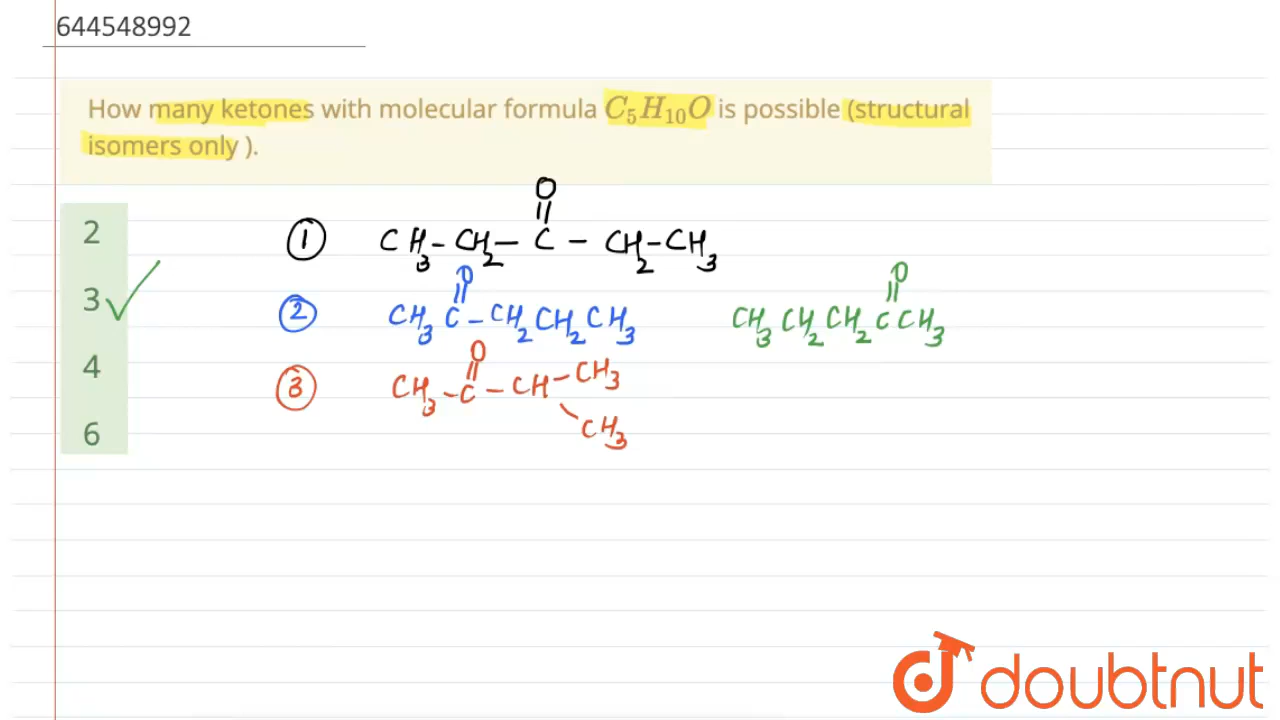 644548992
How many ketones with molecular formula C₅H₁₀O is possible (structural
isomers only ).
2
3
4
6
① CH₃-CH₂-C-CH₂-CH₃
O
② CH₃C-CH₂CH₂CH₃
O
CH₃CH₂CH₂CCH₃
O
③ CH₃-C-CH-CH₃
O
CH₃
doubtnut